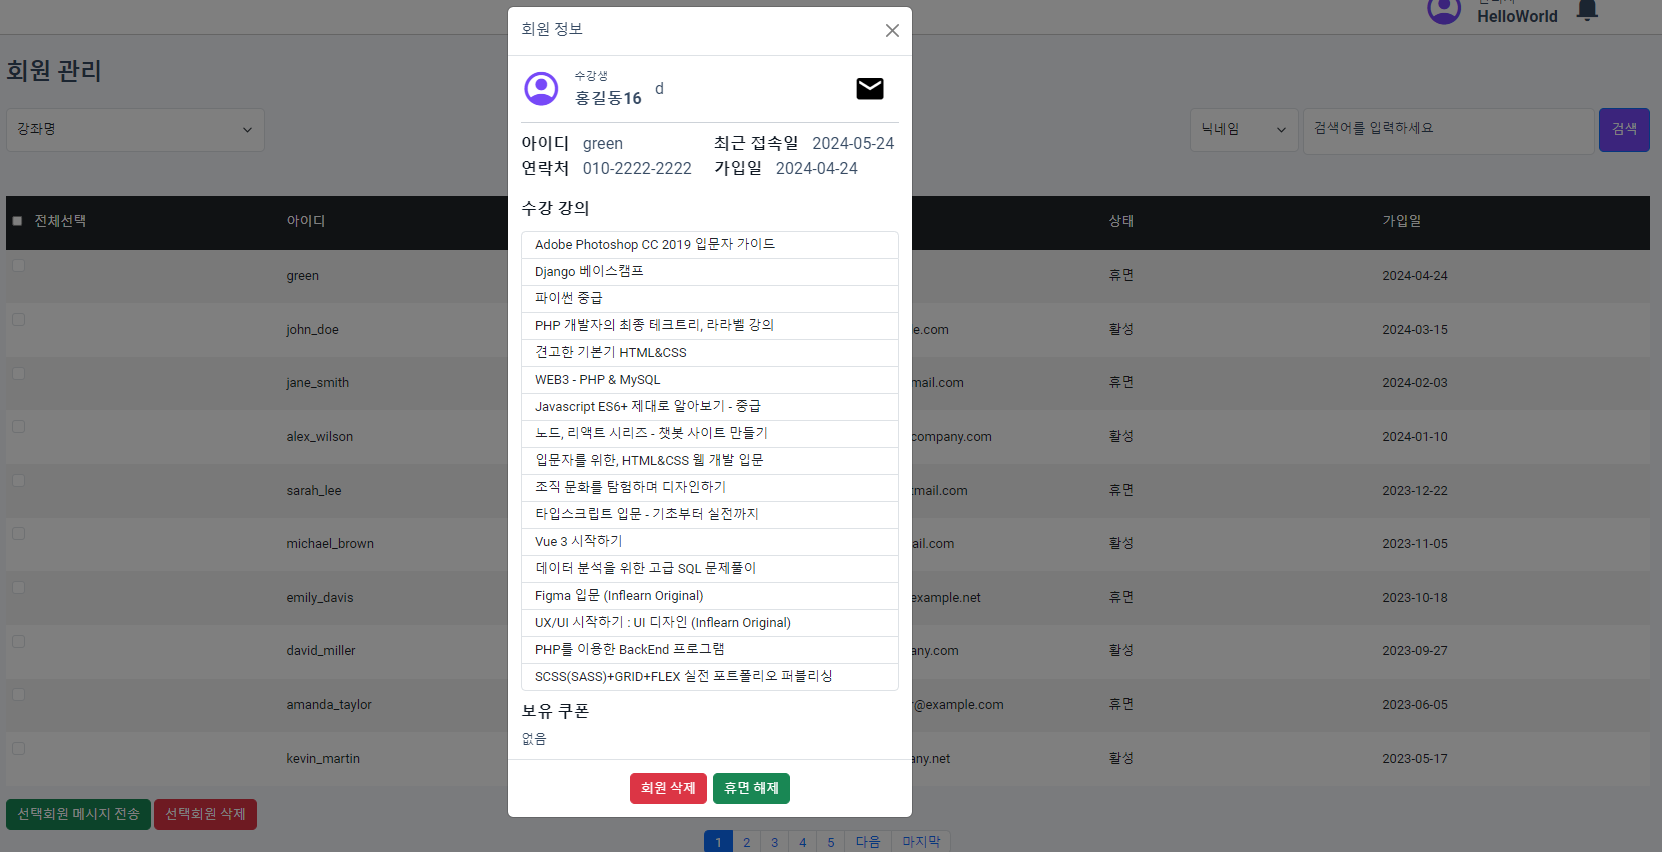 HelloWorld
회원 관리
강좌명
닉네임
검색어를 입력하세요
검색
전체선택 아이디 상태 가입일
green 휴면 2024-04-24
john_doe e.com 활성 2024-03-15
jane_smith mail.com 휴면 2024-02-03
alex_wilson company.com 활성 2024-01-10
sarah_lee tmail.com 휴면 2023-12-22
michael_brown ail.com 활성 2023-11-05
emily_davis example.net 휴면 2023-10-18
david_miller any.com 활성 2023-09-27
amanda_taylor r@example.com 휴면 2023-06-05
kevin_martin any.net 활성 2023-05-17
선택회원 메시지 전송
선택회원 삭제
1 2 3 4 5 다음 마지막
회원 정보
수강생
홍길동16 d
아이디 green 최근 접속일 2024-05-24
연락처 010-2222-2222 가입일 2024-04-24
수강 강의
Adobe Photoshop CC 2019 입문자 가이드
Django 베이스캠프
파이썬 중급
PHP 개발자의 최종 테크트리, 라라벨 강의
견고한 기본기 HTML&CSS
WEB3 - PHP & MySQL
Javascript ES6+ 제대로 알아보기 - 중급
노드, 리액트 시리즈 - 챗봇 사이트 만들기
입문자를 위한, HTML&CSS 웹 개발 입문
조직 문화를 탐험하며 디자인하기
타입스크립트 입문 - 기초부터 실전까지
Vue 3 시작하기
데이터 분석을 위한 고급 SQL 문제풀이
Figma 입문 (Inflearn Original)
UX/UI 시작하기 : UI 디자인 (Inflearn Original)
PHP를 이용한 BackEnd 프로그램
SCSS(SASS)+GRID+FLEX 실전 포트폴리오 퍼블리싱
보유 쿠폰
없음
회원 삭제
휴면 해제